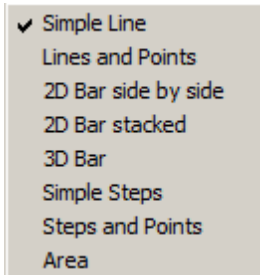 Simple Line
Lines and Points
2D Bar side by side
2D Bar stacked
3D Bar
Simple Steps
Steps and Points
Area